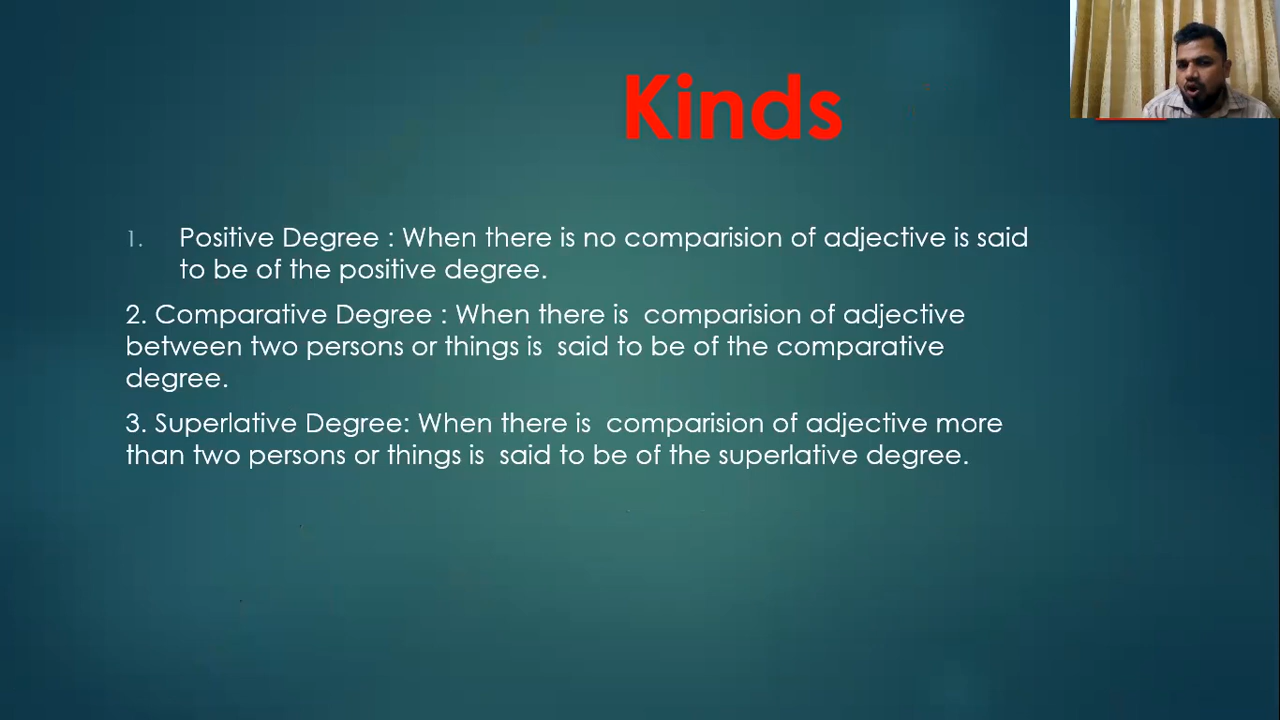 Kinds
1. Positive Degree : When there is no comparision of adjective is said
to be of the positive degree.
2. Comparative Degree : When there is  comparision of adjective
between two persons or things is  said to be of the comparative
degree.
3. Superlative Degree: When there is  comparision of adjective more
than two persons or things is  said to be of the superlative degree.